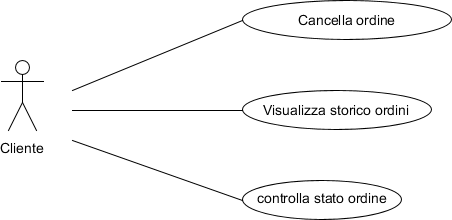 Cancella ordine
Visualizza storico ordini
Cliente
controlla stato ordine